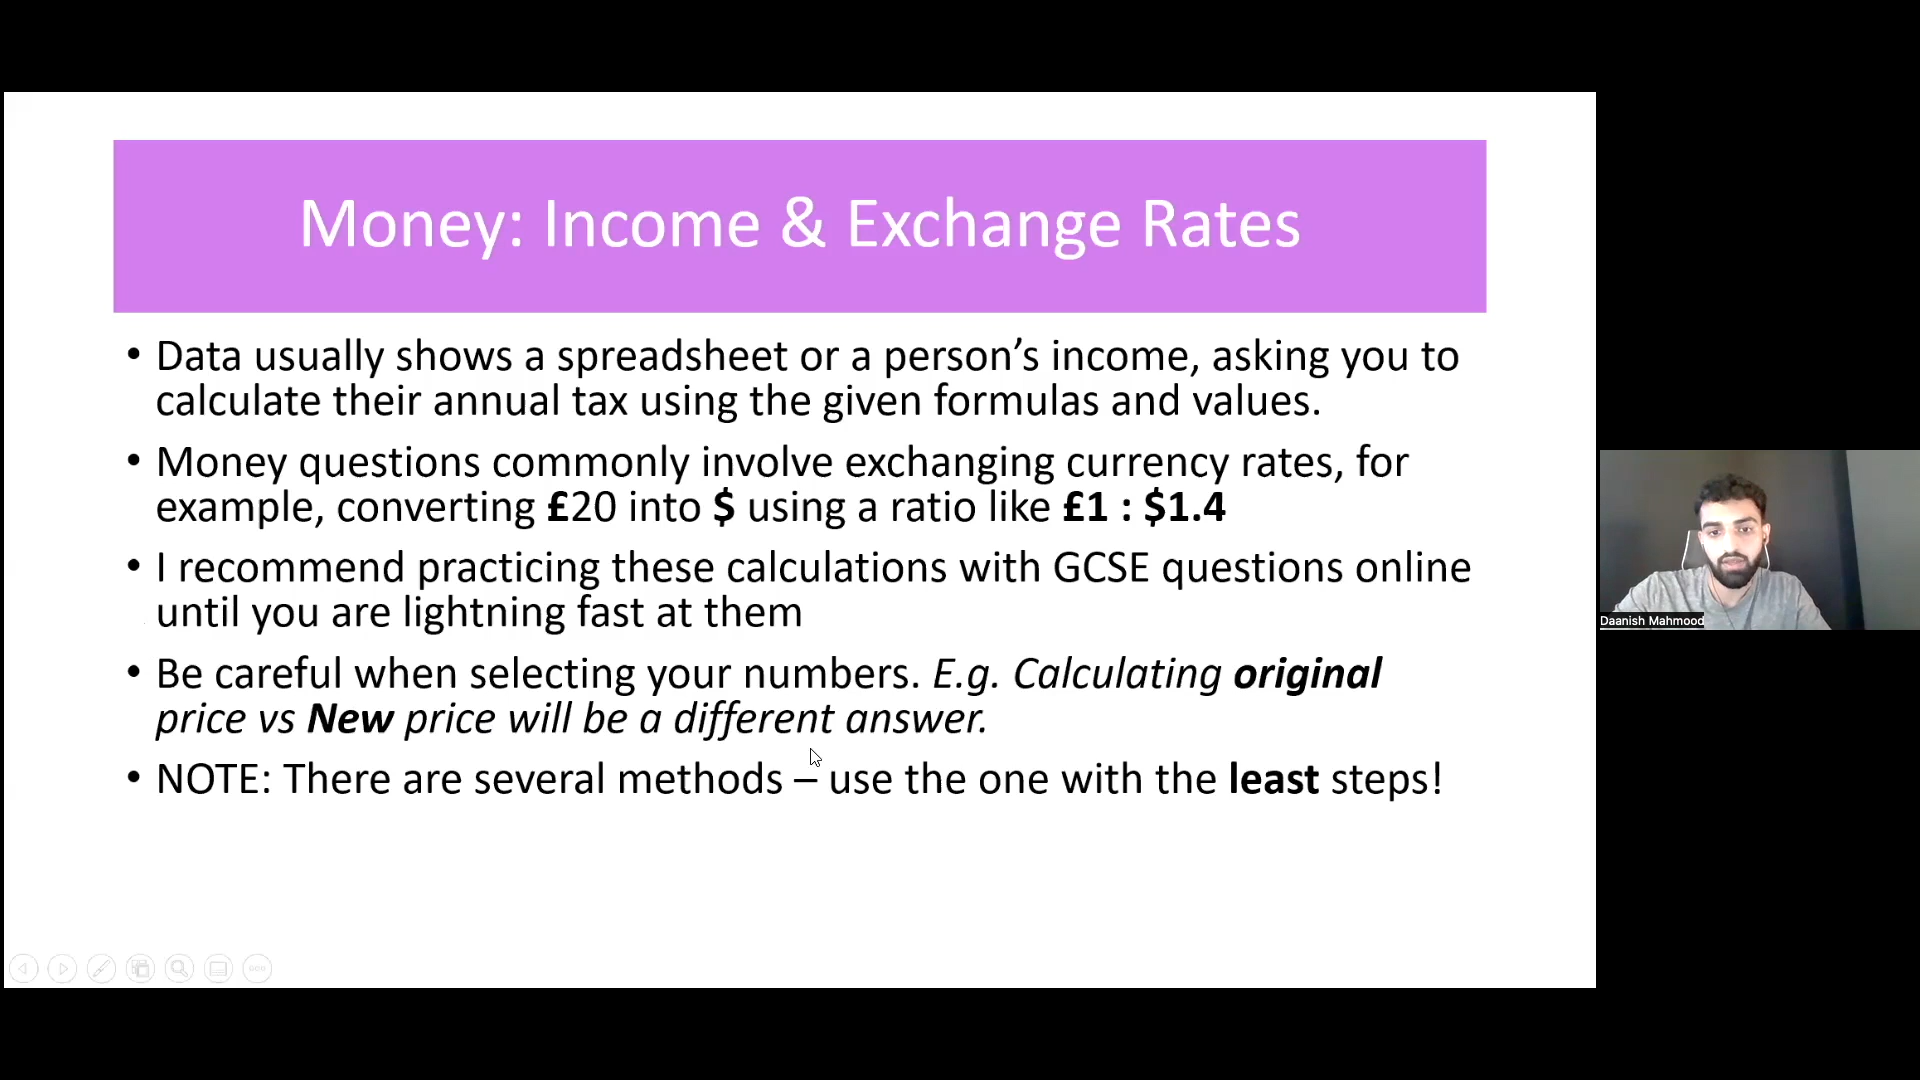 Money: Income & Exchange Rates
• Data usually shows a spreadsheet or a person’s income, asking you to
calculate their annual tax using the given formulas and values.
• Money questions commonly involve exchanging currency rates, for
example, converting £20 into $ using a ratio like £1 : $1.4
• I recommend practicing these calculations with GCSE questions online
until you are lightning fast at them
• Be careful when selecting your numbers. E.g. Calculating original
price vs New price will be a different answer.
• NOTE: There are several methods – use the one with the least steps!
Daanish Mahmood